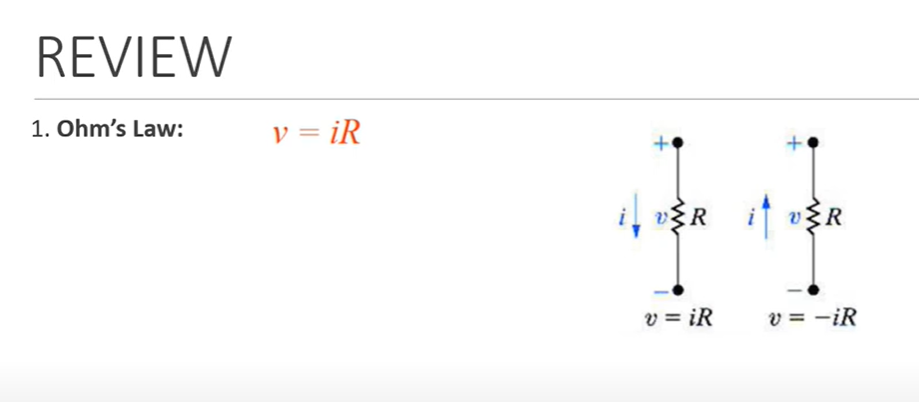 REVIEW
1. Ohm's Law: v = iR
+ +
i v R i v R
– –
v = iR v = −iR